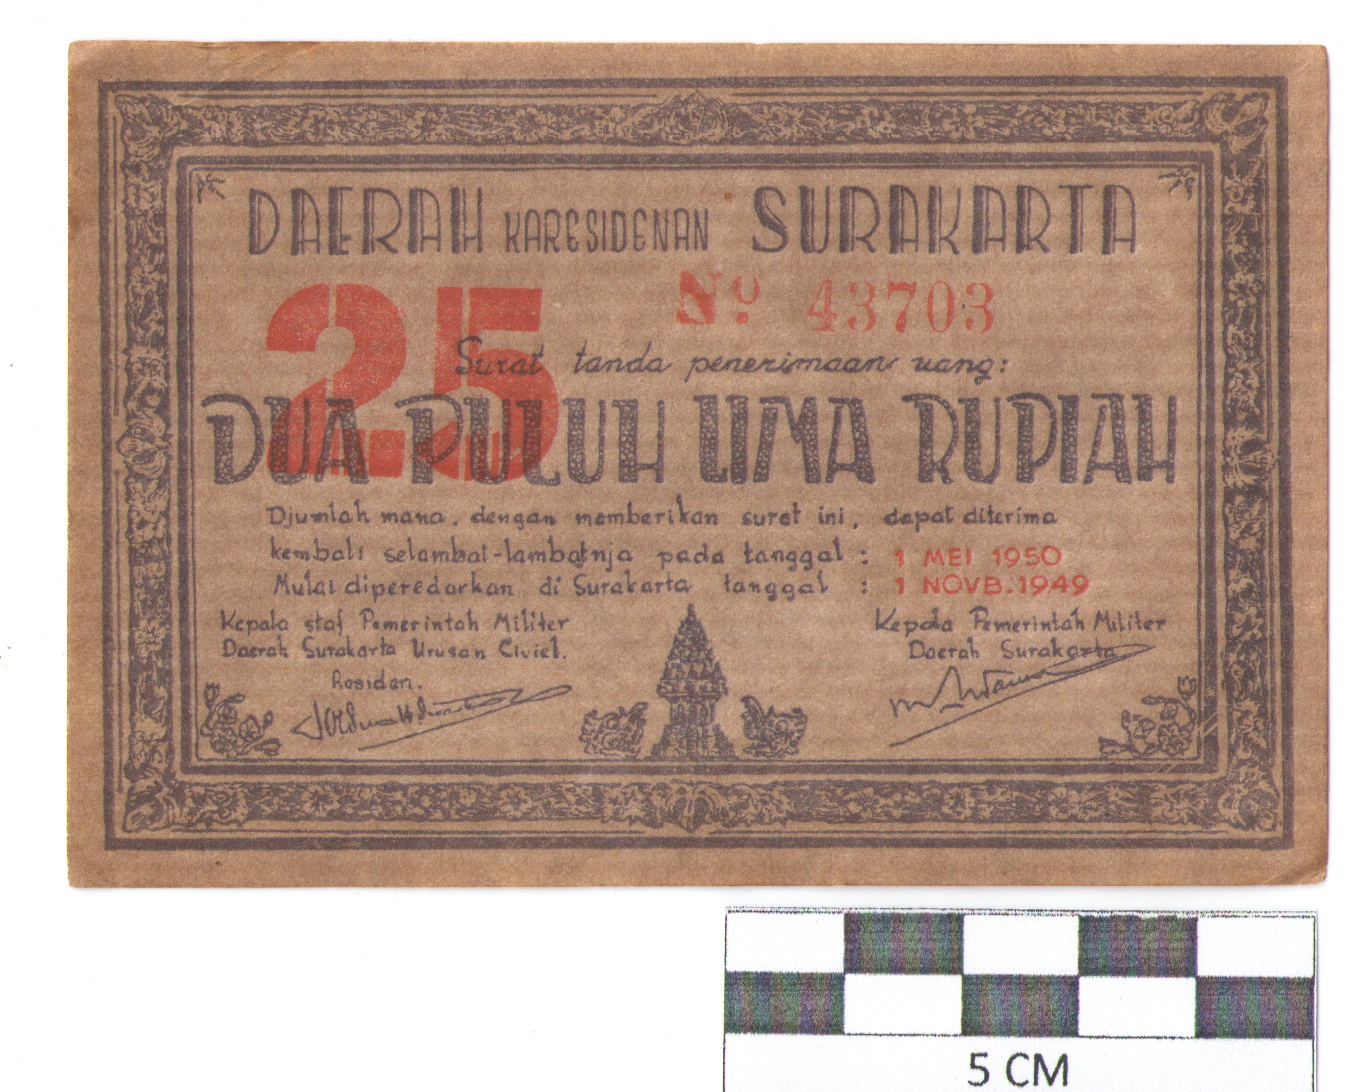 DAERAH KARESIDENAN SURAKARTA
25
No 43703
Surat tanda penerimaan uang:
DUA PULUH LIMA RUPIAH
Djumlah mana, dengan memberikan surat ini, dapat diterima
kembali selambat-lambatnja pada tanggal : 1 MEI 1950
Mulai diperedarkan di Surakarta tanggal : 1 NOVB.1949
Kepala staf Pemerintah Militer
Daerah Surakarta Urusan Civiel.
Residen.
Kepala Pemerintah Militer
Daerah Surakarta
5 CM